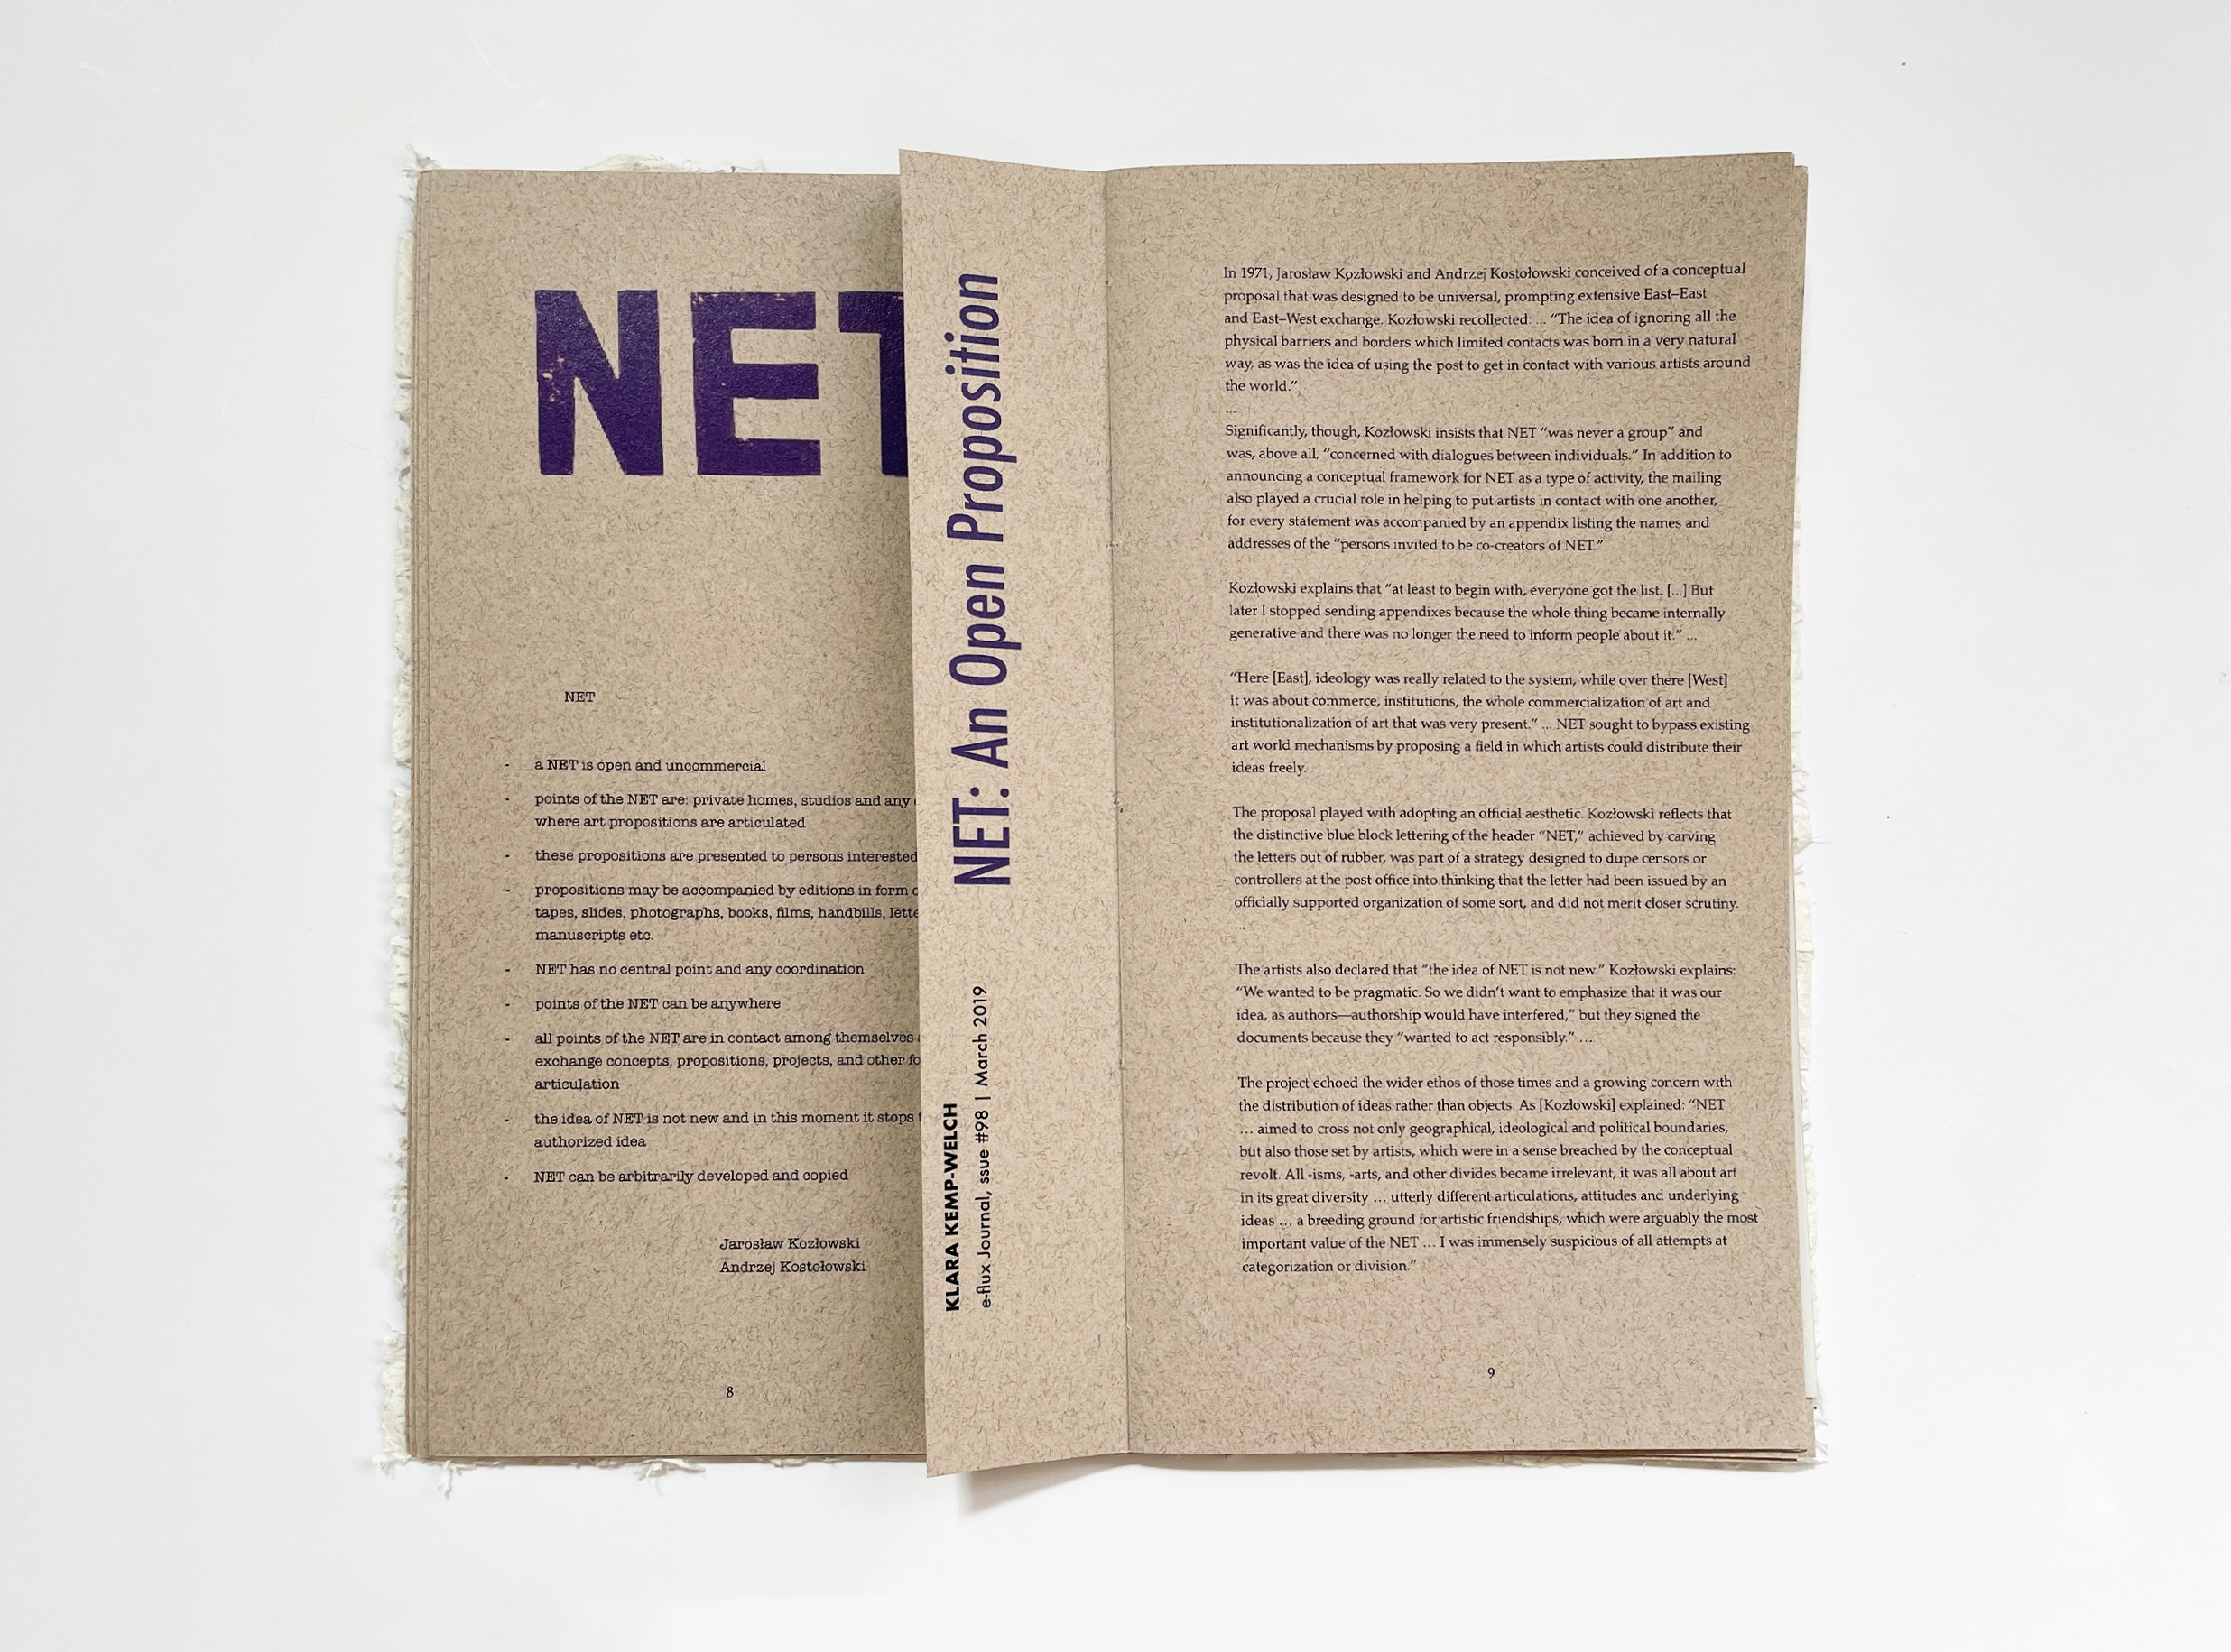 NET
NET
- a NET is open and uncommercial
- points of the NET are: private homes, studios and any
where art propositions are articulated
- these propositions are presented to persons interested
- propositions may be accompanied by editions in form
tapes, slides, photographs, books, films, handbills,
manuscripts etc.
- NET has no central point and any coordination
- points of the NET can be anywhere
- all points of the NET are in contact among themselves
exchange concepts, propositions, projects, and other
articulation
- the idea of NET is not new and in this moment it stops
authorized idea
- NET can be arbitrarily developed and copied
Jarosław Kozłowski
Andrzej Kostołowski
8
NET: An Open Proposition
KLARA KEMP-WELCH
e-flux Journal, ssue #98 | March 2019
In 1971, Jarosław Kozłowski and Andrzej Kostołowski conceived of a conceptual
proposal that was designed to be universal, prompting extensive East–East
and East–West exchange. Kozłowski recollected: ... “The idea of ignoring all the
physical barriers and borders which limited contacts was born in a very natural
way, as was the idea of using the post to get in contact with various artists around
the world.”
...
Significantly, though, Kozłowski insists that NET “was never a group” and
was, above all, “concerned with dialogues between individuals.” In addition to
announcing a conceptual framework for NET as a type of activity, the mailing
also played a crucial role in helping to put artists in contact with one another,
for every statement was accompanied by an appendix listing the names and
addresses of the “persons invited to be co-creators of NET.”
Kozłowski explains that “at least to begin with, everyone got the list. [...] But
later I stopped sending appendixes because the whole thing became internally
generative and there was no longer the need to inform people about it.” ...
“Here [East], ideology was really related to the system, while over there [West]
it was about commerce, institutions, the whole commercialization of art and
institutionalization of art that was very present.” ... NET sought to bypass existing
art world mechanisms by proposing a field in which artists could distribute their
ideas freely.
The proposal played with adopting an official aesthetic. Kozłowski reflects that
the distinctive blue block lettering of the header “NET,” achieved by carving
the letters out of rubber, was part of a strategy designed to dupe censors or
controllers at the post office into thinking that the letter had been issued by an
officially supported organization of some sort, and did not merit closer scrutiny.
...
The artists also declared that “the idea of NET is not new.” Kozłowski explains:
“We wanted to be pragmatic. So we didn’t want to emphasize that it was our
idea, as authors—authorship would have interfered,” but they signed the
documents because they “wanted to act responsibly.” ...
The project echoed the wider ethos of those times and a growing concern with
the distribution of ideas rather than objects. As [Kozłowski] explained: “NET
... aimed to cross not only geographical, ideological and political boundaries,
but also those set by artists, which were in a sense breached by the conceptual
revolt. All -isms, -arts, and other divides became irrelevant, it was all about art
in its great diversity ... utterly different articulations, attitudes and underlying
ideas ... a breeding ground for artistic friendships, which were arguably the most
important value of the NET ... I was immensely suspicious of all attempts at
categorization or division.”
9